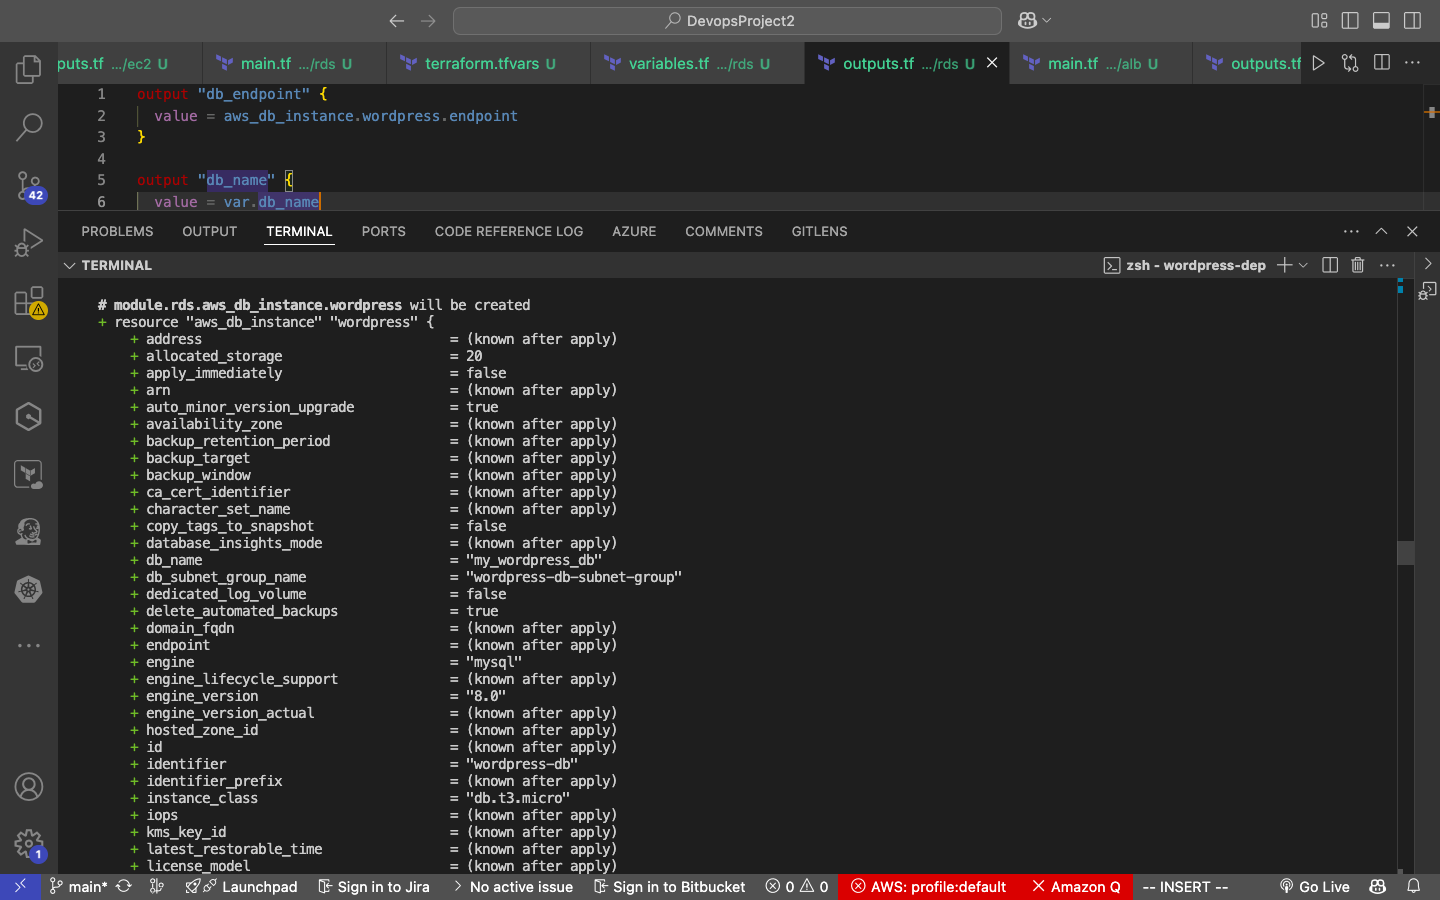 DevopsProject2
puts.tf .../ec2 U
main.tf .../rds U
terraform.tfvars U
variables.tf .../rds U
outputs.tf .../rds U
main.tf .../alb U
outputs.tf
1 output "db_endpoint" {
2 value = aws_db_instance.wordpress.endpoint
3 }
4
5 output "db_name" {
6 value = var.db_name
42
PROBLEMS OUTPUT TERMINAL PORTS CODE REFERENCE LOG AZURE COMMENTS GITLENS
TERMINAL
zsh - wordpress-dep
# module.rds.aws_db_instance.wordpress will be created
+ resource "aws_db_instance" "wordpress" {
+ address = (known after apply)
+ allocated_storage = 20
+ apply_immediately = false
+ arn = (known after apply)
+ auto_minor_version_upgrade = true
+ availability_zone = (known after apply)
+ backup_retention_period = (known after apply)
+ backup_target = (known after apply)
+ backup_window = (known after apply)
+ ca_cert_identifier = (known after apply)
+ character_set_name = (known after apply)
+ copy_tags_to_snapshot = false
+ database_insights_mode = (known after apply)
+ db_name = "my_wordpress_db"
+ db_subnet_group_name = "wordpress-db-subnet-group"
+ dedicated_log_volume = false
+ delete_automated_backups = true
+ domain_fqdn = (known after apply)
+ endpoint = (known after apply)
+ engine = "mysql"
+ engine_lifecycle_support = (known after apply)
+ engine_version = "8.0"
+ engine_version_actual = (known after apply)
+ hosted_zone_id = (known after apply)
+ id = (known after apply)
+ identifier = "wordpress-db"
+ identifier_prefix = (known after apply)
+ instance_class = "db.t3.micro"
+ iops = (known after apply)
+ kms_key_id = (known after apply)
+ latest_restorable_time = (known after apply)
+ license_model = (known after apply)
1
main* Launchpad Sign in to Jira No active issue Sign in to Bitbucket 0 0 AWS: profile:default Amazon Q -- INSERT -- Go Live